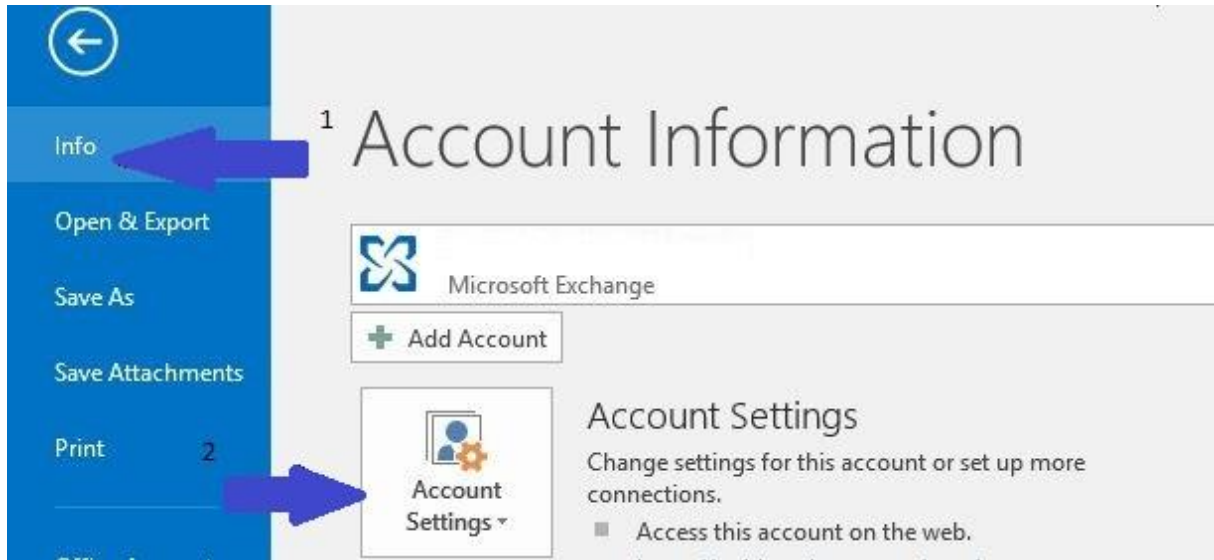 Info
1
Account Information
Open & Export
Microsoft Exchange
Save As
Add Account
Save Attachments
Account Settings
Print
2
Change settings for this account or set up more
connections.
Account
Settings
Access this account on the web.